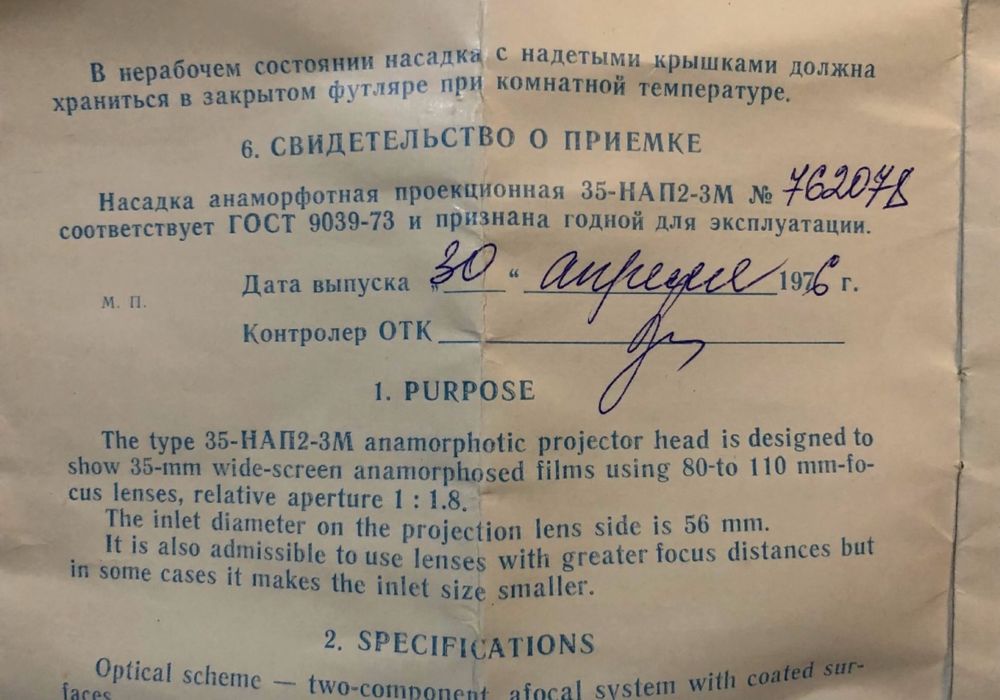 В нерабочем состоянии насадка с надетыми крышками должна
храниться в закрытом футляре при комнатной температуре.
6. СВИДЕТЕЛЬСТВО О ПРИЕМКЕ
Насадка анаморфотная проекционная 35-НАП2-3М № 762078
соответствует ГОСТ 9039-73 и признана годной для эксплуатации.
Дата выпуска „30“ апреля 1976 г.
М. П.
Контролер ОТК
1. PURPOSE
The type 35-НАП2-3М anamorphotic projector head is designed to
show 35-mm wide-screen anamorphosed films using 80-to 110 mm-fo-
cus lenses, relative aperture 1 : 1.8.
The inlet diameter on the projection lens side is 56 mm.
It is also admissible to use lenses with greater focus distances but
in some cases it makes the inlet size smaller.
2. SPECIFICATIONS
Optical scheme — two-component afocal system with coated sur-
faces